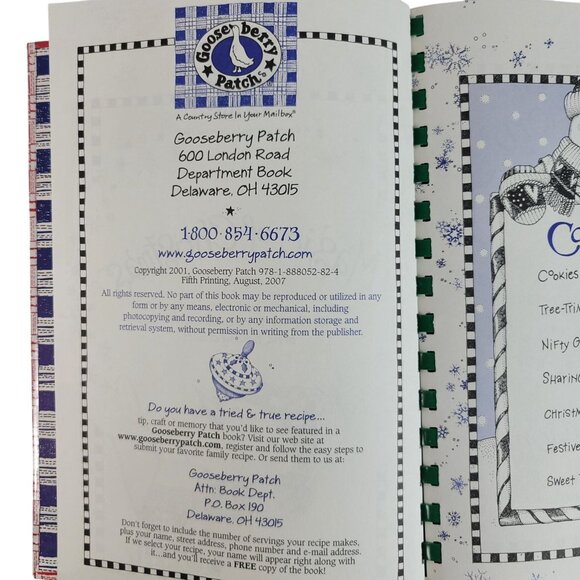 Gooseberry
Patch®
A Country Store In Your Mailbox®
Gooseberry Patch
600 London Road
Department Book
Delaware, OH 43015
1·800·854·6673
www.gooseberrypatch.com
Copyright 2001, Gooseberry Patch 978-1-888052-82-4
Fifth Printing, August, 2007
All rights reserved. No part of this book may be reproduced or utilized in any
form or by any means, electronic or mechanical, including
photocopying and recording, or by any information storage and
retrieval system, without permission in writing from the publisher.
Do you have a tried & true recipe...
tip, craft or memory that you'd like to see featured in a
Gooseberry Patch book? Visit our web site at
www.gooseberrypatch.com, register and follow the easy steps to
submit your favorite family recipe. Or send them to us at:
Gooseberry Patch
Attn: Book Dept.
P.O. Box 190
Delaware, OH 43015
Don't forget to include the number of servings your recipe makes,
plus your name, street address, phone number and e-mail address.
If we select your recipe, your name will appear right along with
it...and you'll receive a FREE copy of the book!
Co
Cookies
Tree-Trim
Nifty G
Sharing
Christm
Festive
Sweet